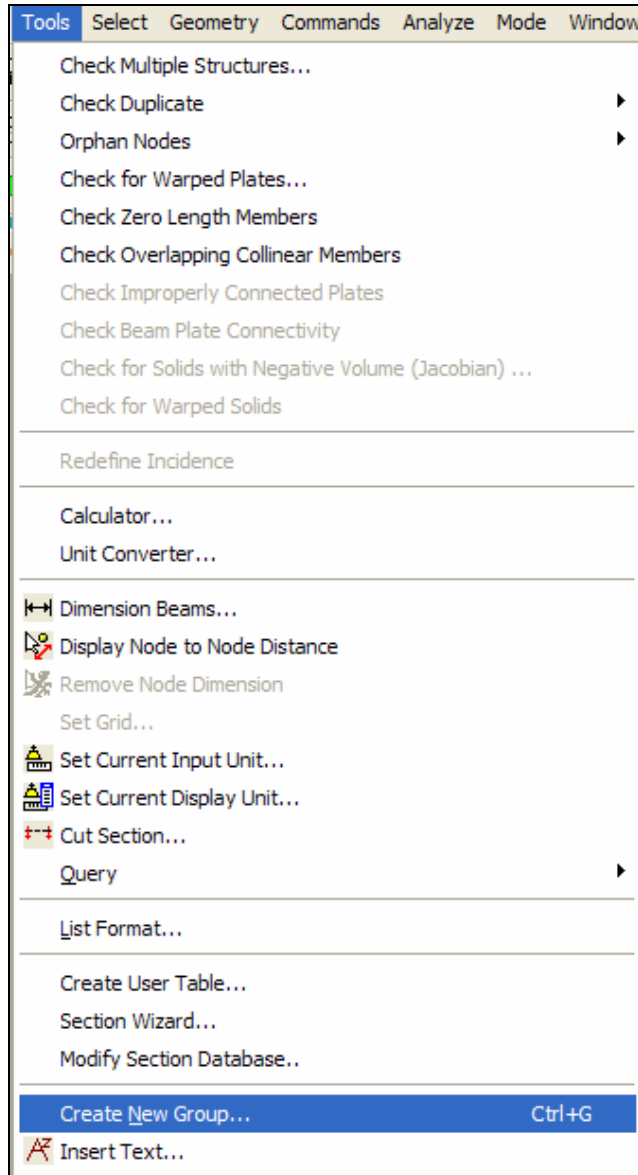 Tools Select Geometry Commands Analyze Mode Window
Check Multiple Structures...
Check Duplicate
Orphan Nodes
Check for Warped Plates...
Check Zero Length Members
Check Overlapping Collinear Members
Check Improperly Connected Plates
Check Beam Plate Connectivity
Check for Solids with Negative Volume (Jacobian) ...
Check for Warped Solids
Redefine Incidence
Calculator...
Unit Converter...
Dimension Beams...
Display Node to Node Distance
Remove Node Dimension
Set Grid...
Set Current Input Unit...
Set Current Display Unit...
Cut Section...
Query
List Format...
Create User Table...
Section Wizard...
Modify Section Database..
Create New Group... Ctrl+G
Insert Text...